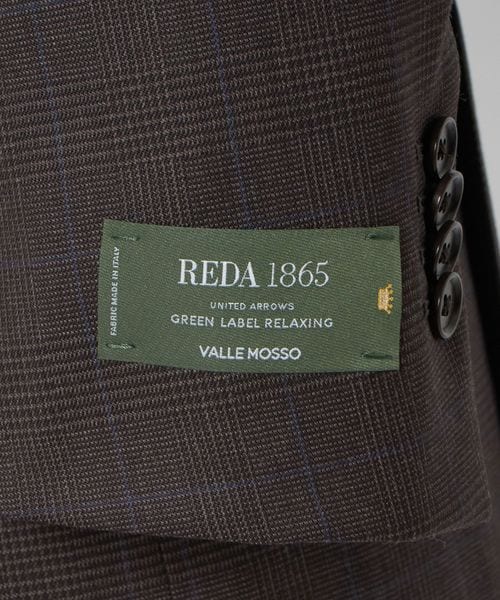 FABRIC MADE IN ITALY
REDA 1865
UNITED ARROWS
GREEN LABEL RELAXING
VALLE MOSSO